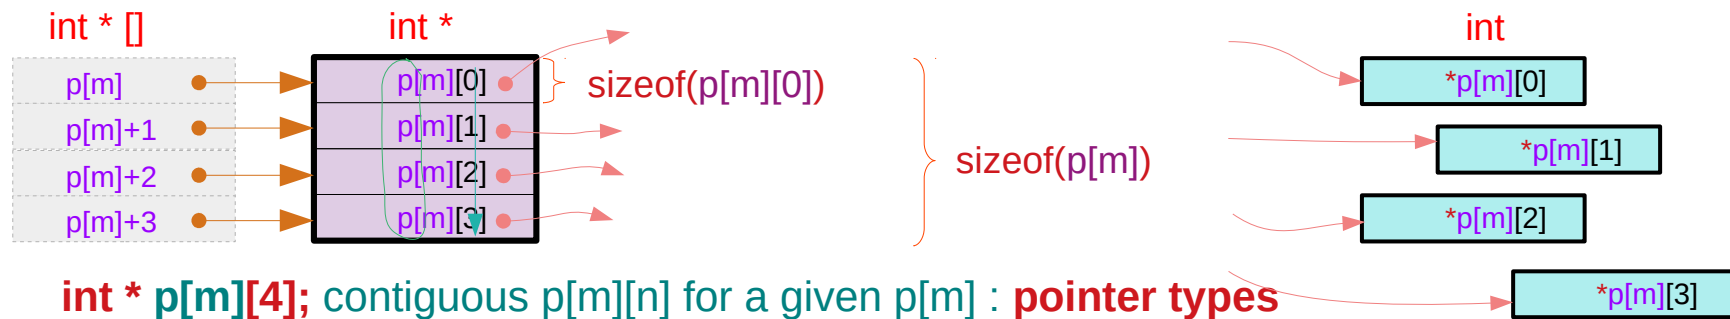 int * []
int *
int
p[m]
p[m][0]
sizeof(p[m][0])
*p[m][0]
p[m]+1
p[m][1]
*p[m][1]
sizeof(p[m])
p[m]+2
p[m][2]
*p[m][2]
p[m]+3
p[m][3]
int * p[m][4]; contiguous p[m][n] for a given p[m] : pointer types
*p[m][3]